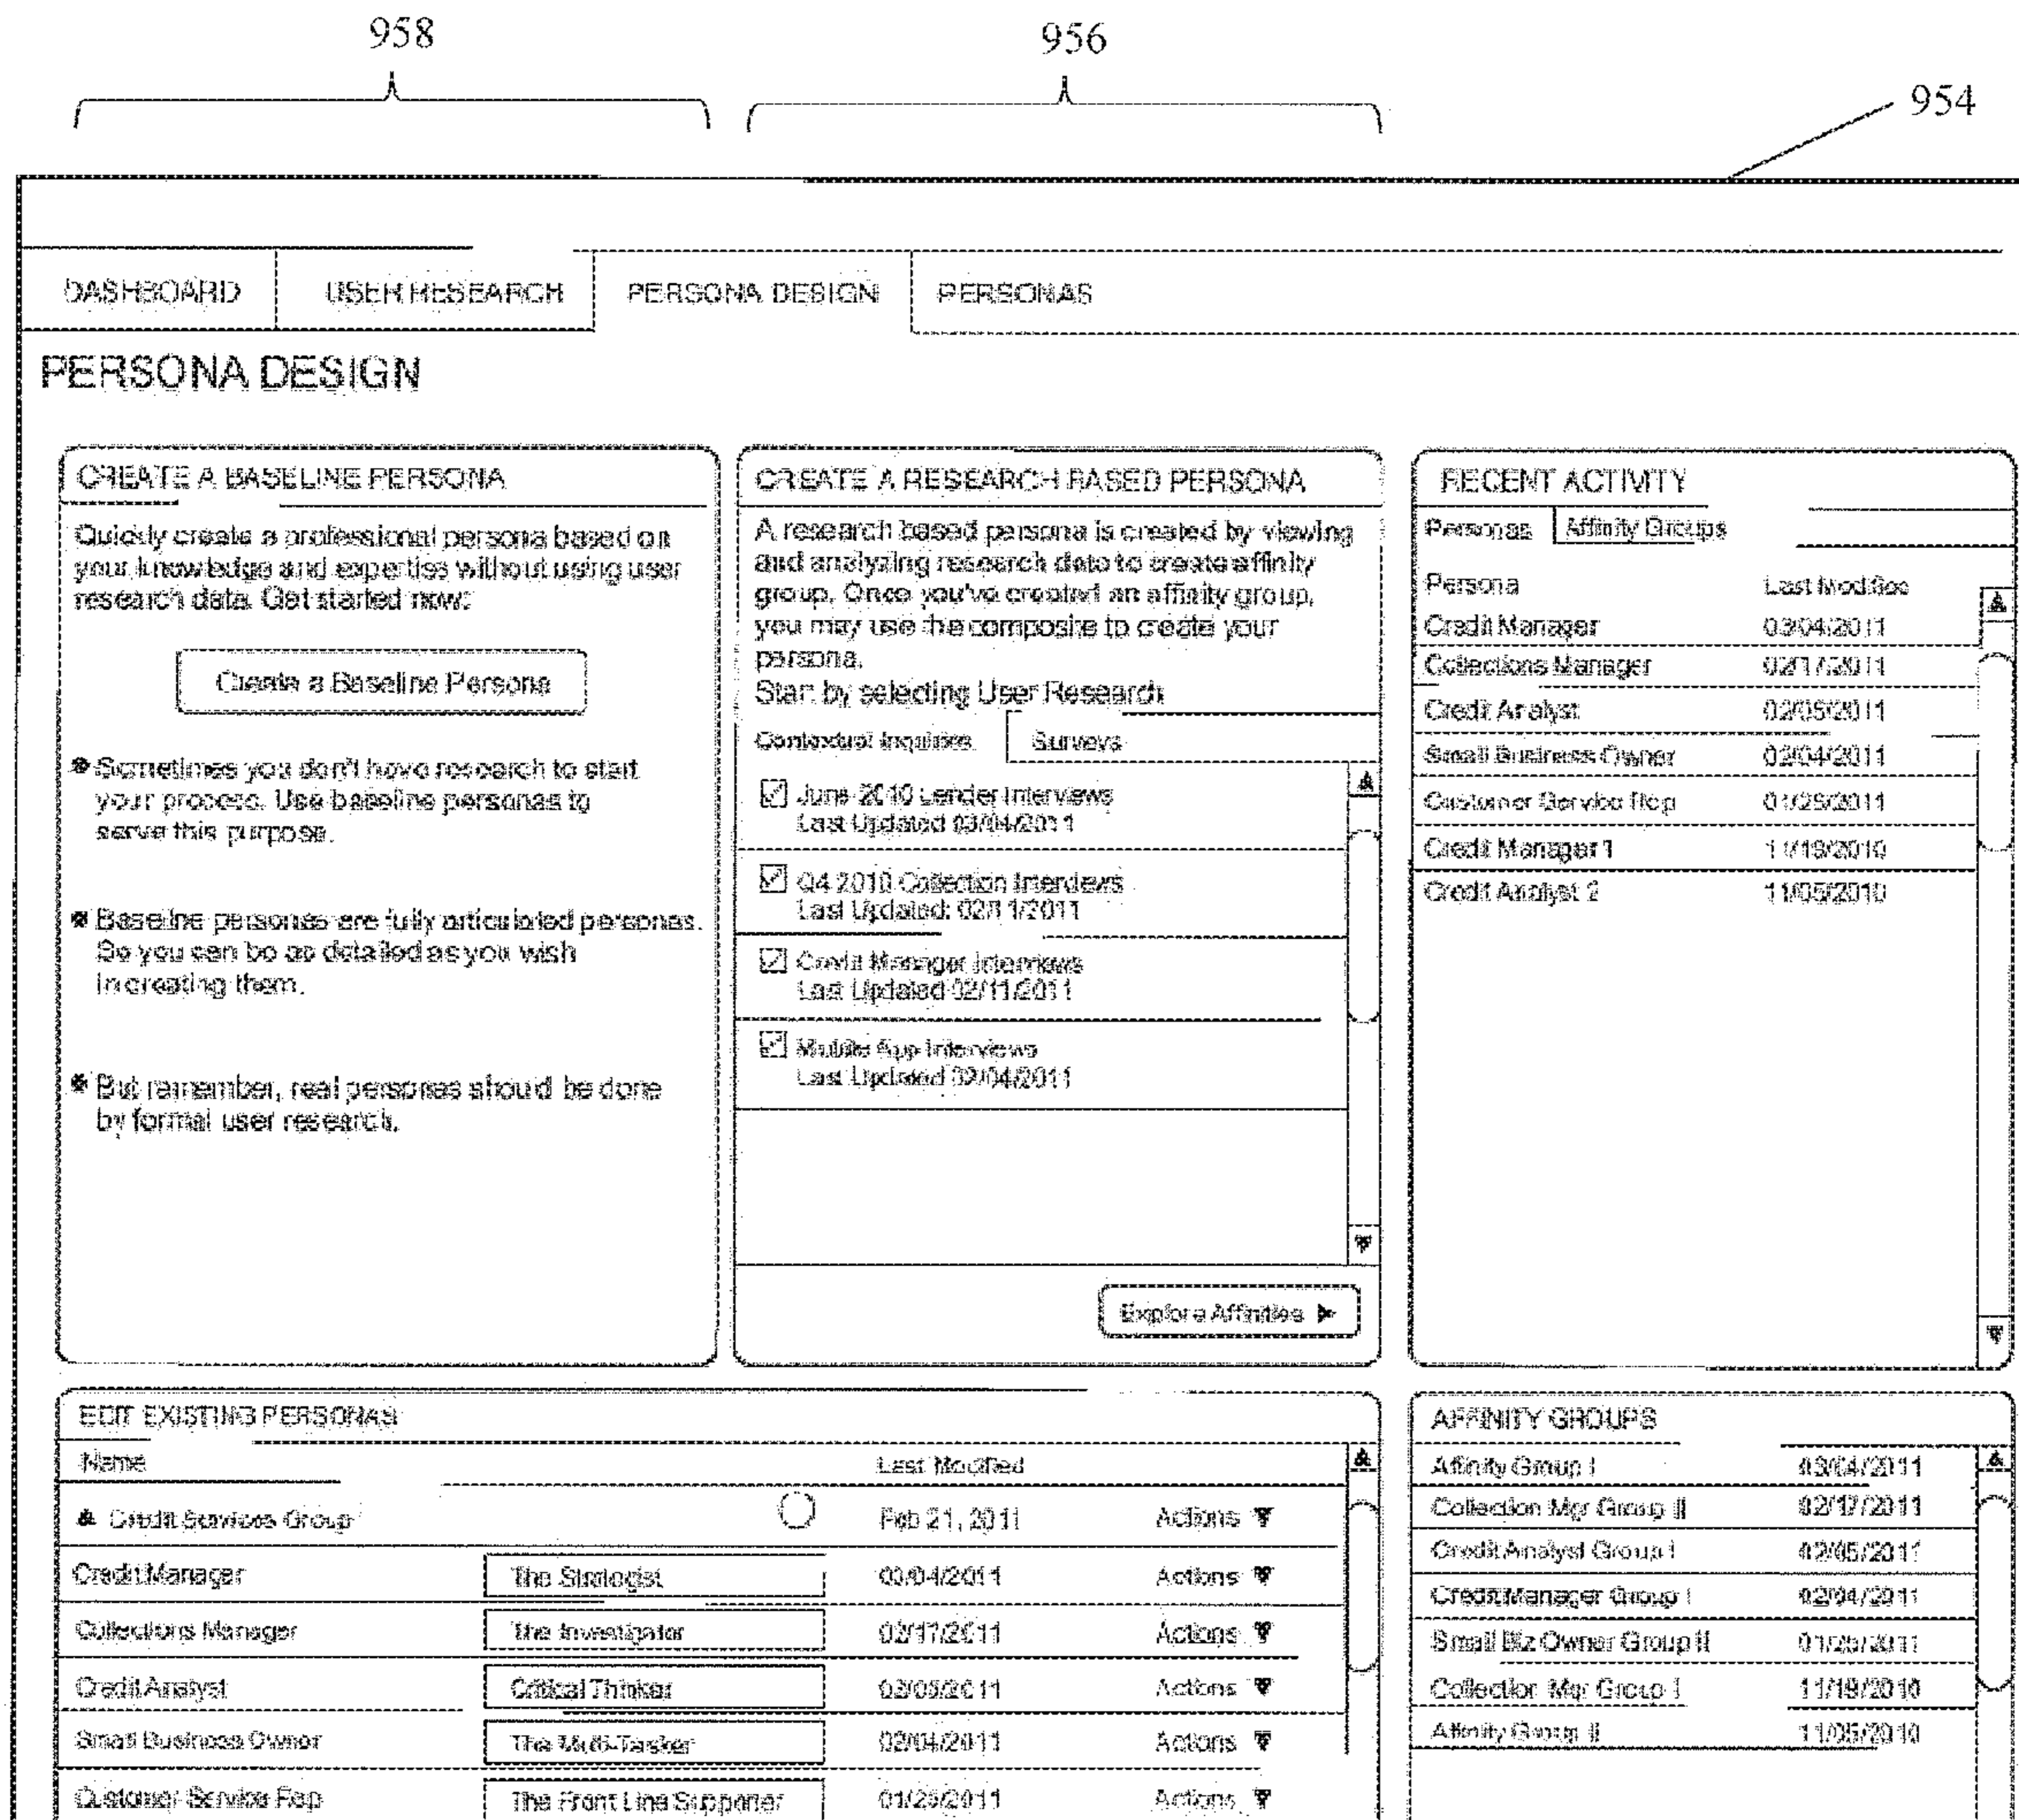 958
956
954
DASHBOARD
USER RESEARCH
PERSONA DESIGN
PERSONAS
PERSONA DESIGN
CREATE A BASELINE PERSONA
Quickly create a professional persona based on
your knowledge and expertise without using user
research data. Get started now:
Create a Baseline Persona
Sometimes you don't have research to start
your process. Use baseline personas to
serve this purpose.
Baseline personas are fully articulated personas.
So you can be as detailed as you wish
in creating them.
But remember, real personas should be done
by formal user research.
CREATE A RESEARCH BASED PERSONA
A research based persona is created by viewing
and analyzing research data to create affinity
group. Once you've created an affinity group,
you may use the composite to create your
persona.
Start by selecting User Research
Contextual Inquiries
Surveys
June 2010 Lender Interviews
Last Updated 03/04/2011
Q4 2010 Collection Interviews
Last Updated: 02/11/2011
Credit Manager Interviews
Last Updated 02/11/2011
Mobile App Interviews
Last Updated 02/04/2011
Explore Affinities
RECENT ACTIVITY
Personas
Affinity Groups
Persona Last Modified
Credit Manager 03/04/2011
Collections Manager 02/17/2011
Credit Analyst 02/05/2011
Small Business Owner 02/04/2011
Customer Service Rep 01/25/2011
Credit Manager 1 11/19/2010
Credit Analyst 2 11/05/2010
EDIT EXISTING PERSONAS
Name Last Modified
Credit Services Group Feb 21, 2011 Actions
Credit Manager The Strategist 03/04/2011 Actions
Collections Manager The Investigator 02/17/2011 Actions
Credit Analyst Critical Thinker 02/05/2011 Actions
Small Business Owner The Multi-Tasker 02/04/2011 Actions
Customer Service Rep The Front Line Supporter 01/25/2011 Actions
AFFINITY GROUPS
Affinity Group I 03/04/2011
Collection Mgr Group II 02/17/2011
Credit Analyst Group I 02/05/2011
Credit Manager Group I 02/04/2011
Small Biz Owner Group II 01/25/2011
Collection Mgr Group I 11/19/2010
Affinity Group II 11/05/2010